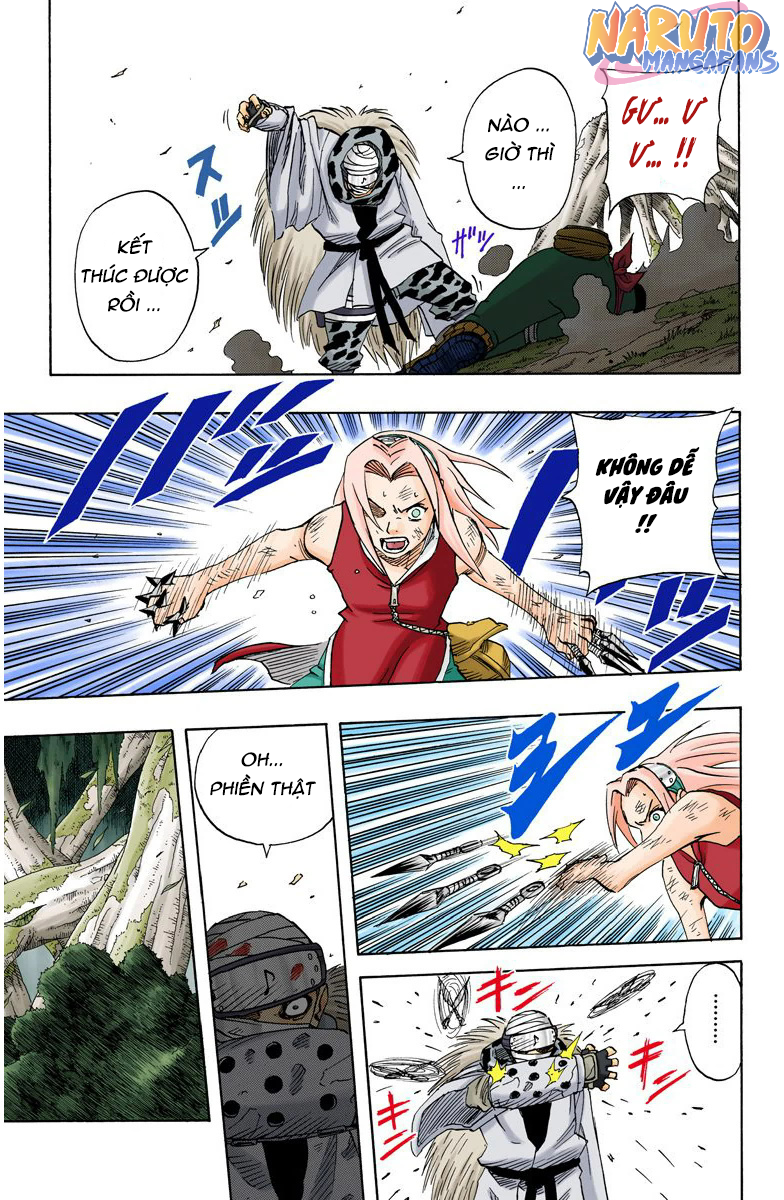 NARUTO
MANGAFANS
GƯ... Ư
Ư... !!
NÀO ...
GIỜ THÌ
...
KẾT
THÚC ĐƯỢC
RỒI ...
ズッ
ザッ
バッ
KHÔNG DỄ
VẬY ĐÂU
!!
OH...
PHIỀN THẬT
キン
キン
キン
.........